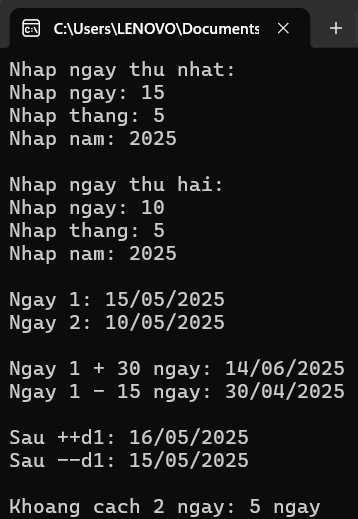 C:\Users\LENOVO\Documents
Nhap ngay thu nhat:
Nhap ngay: 15
Nhap thang: 5
Nhap nam: 2025
Nhap ngay thu hai:
Nhap ngay: 10
Nhap thang: 5
Nhap nam: 2025
Ngay 1: 15/05/2025
Ngay 2: 10/05/2025
Ngay 1 + 30 ngay: 14/06/2025
Ngay 1 - 15 ngay: 30/04/2025
Sau ++d1: 16/05/2025
Sau --d1: 15/05/2025
Khoang cach 2 ngay: 5 ngay